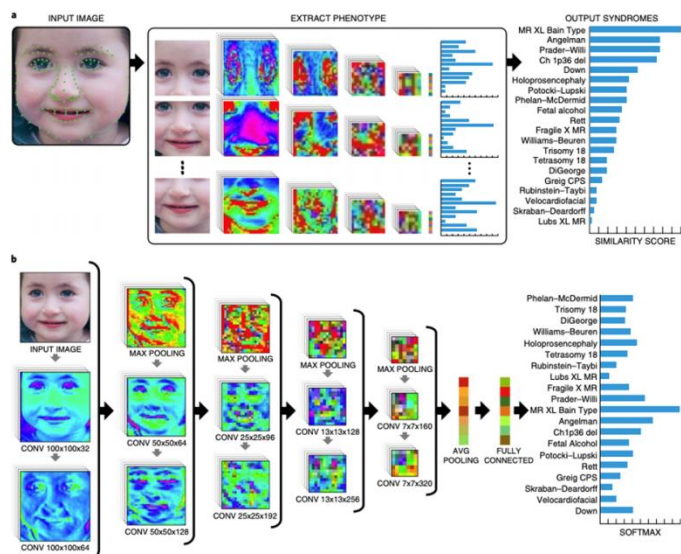 a
INPUT IMAGE
EXTRACT PHENOTYPE
OUTPUT SYNDROMES
MR XL Bain Type
Angelman
Prader–Willi
Ch 1p36 del
Down
Holoprosencephaly
Potocki–Lupski
Phelan–McDermid
Fetal alcohol
Rett
Fragile X MR
Williams–Beuren
Trisomy 18
Tetrasomy 18
DiGeorge
Greig CPS
Rubinstein–Taybi
Velocardiofacial
Skraban–Deardorff
Lubs XL MR
SIMILARITY SCORE
b
INPUT IMAGE
CONV 100x100x32
CONV 100x100x64
MAX POOLING
CONV 50x50x64
CONV 50x50x128
MAX POOLING
CONV 25x25x96
CONV 25x25x192
MAX POOLING
CONV 13x13x128
CONV 13x13x256
MAX POOLING
CONV 7x7x160
CONV 7x7x320
AVG
POOLING
FULLY
CONNECTED
Phelan–McDermid
Trisomy 18
DiGeorge
Williams–Beuren
Holoprosencephaly
Tetrasomy 18
Rubinstein–Taybi
Lubs XL MR
Fragile X MR
Prader–Willi
MR XL Bain Type
Angelman
Ch1p36 del
Fetal Alcohol
Potocki–Lupski
Rett
Greig CPS
Skraban–Deardorff
Velocardiofacial
Down
SOFTMAX